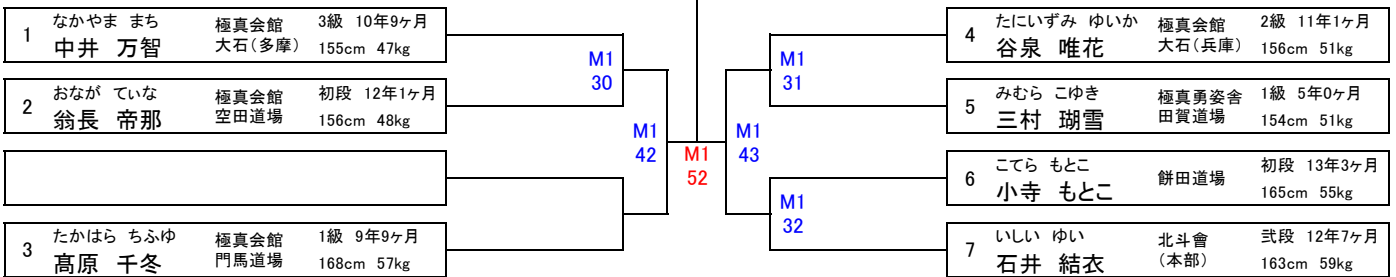 1
なかやま まち
中井 万智
極真会館
大石(多摩)
3級 10年9ヶ月
155cm 47kg
2
おなが ていな
翁長 帝那
極真会館
空田道場
初段 12年1ヶ月
156cm 48kg
3
たかはら ちふゆ
髙原 千冬
極真会館
門馬道場
1級 9年9ヶ月
168cm 57kg
M1
30
M1
42
M1
52
M1
43
M1
31
M1
32
4
たにいずみ ゆいか
谷泉 唯花
極真会館
大石(兵庫)
2級 11年1ヶ月
156cm 51kg
5
みむら こゆき
三村 瑚雪
極真勇姿舎
田賀道場
1級 5年0ヶ月
154cm 51kg
6
こてら もとこ
小寺 もとこ
餅田道場
初段 13年3ヶ月
165cm 55kg
7
いしい ゆい
石井 結衣
北斗會
(本部)
弐段 12年7ヶ月
163cm 59kg